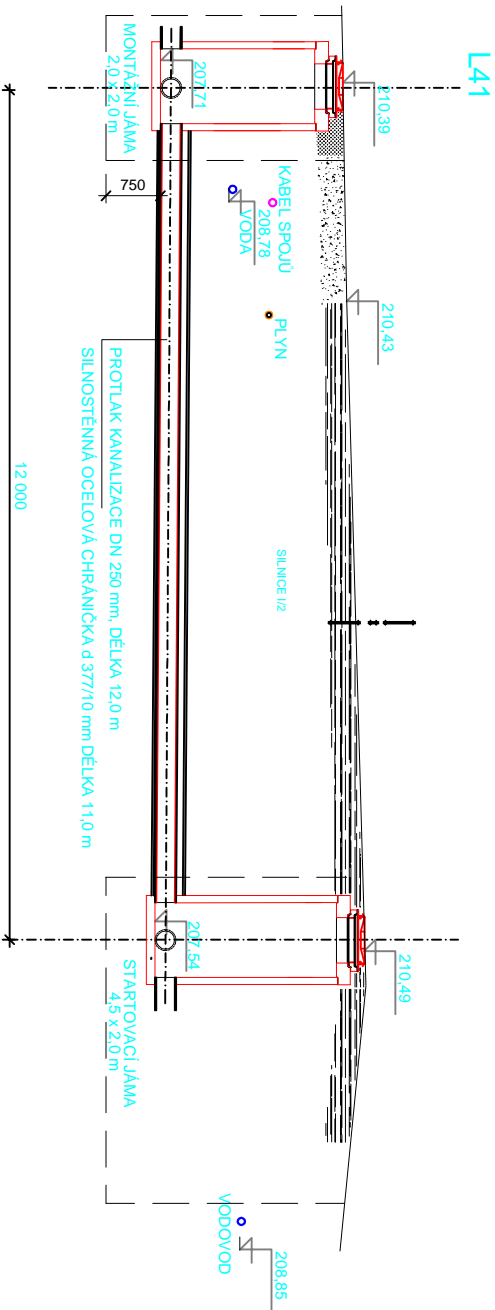 L41
210,39
207,71
MONTÁŽNÍ JÁMA
2,0 x 2,0 m
750
KABEL SPOJŮ
208,78
VODA
PLYN
210,43
PROTLAK KANALIZACE DN 250 mm, DÉLKA 12,0 m
SILNOSTĚNNÁ OCELOVÁ CHRÁNIČKA d 377/10 mm DÉLKA 11,0 m
12 000
SILNICE I/2
210,49
207,54
STARTOVACÍ JÁMA
4,5 x 2,0 m
VODOVOD
208,85